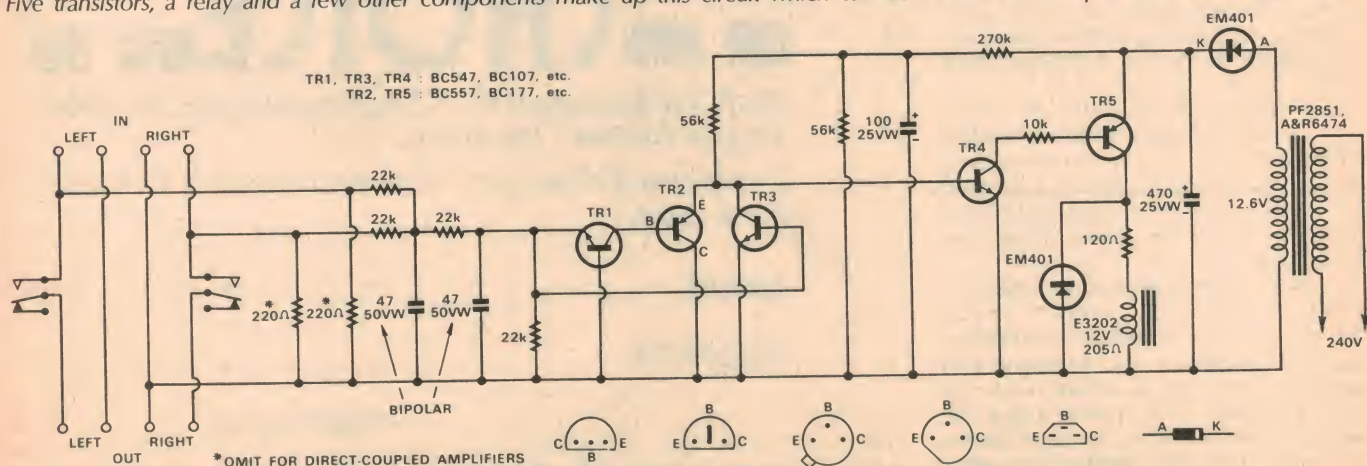 Five transistors, a relay and a few other components make up this circuit which
EM401
K A
270k
TR1, TR3, TR4 : BC547, BC107, etc.
TR2, TR5 : BC557, BC177, etc.
TR5
PF2851,
A&R6474
IN
LEFT RIGHT
56k
56k
100
25VW
+
-
10k
TR4
22k
22k
22k
TR1
TR2
E
B
C
TR3
470
25VW
+
-
12.6V
120Ω
EM401
*
220Ω
*
220Ω
47
50VW
47
50VW
22k
E3202
12V
205Ω
240V
BIPOLAR
LEFT RIGHT
OUT
*OMIT FOR DIRECT-COUPLED AMPLIFIERS
C E
B
B
E C
B
E C
B
E C
B
E C
A K